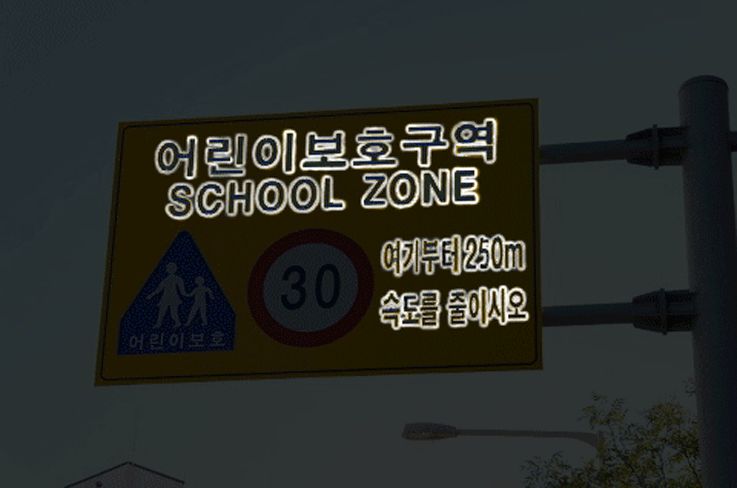 어린이보호구역
SCHOOL ZONE
여기부터 250m
속도를 줄이시오
30
어린이보호